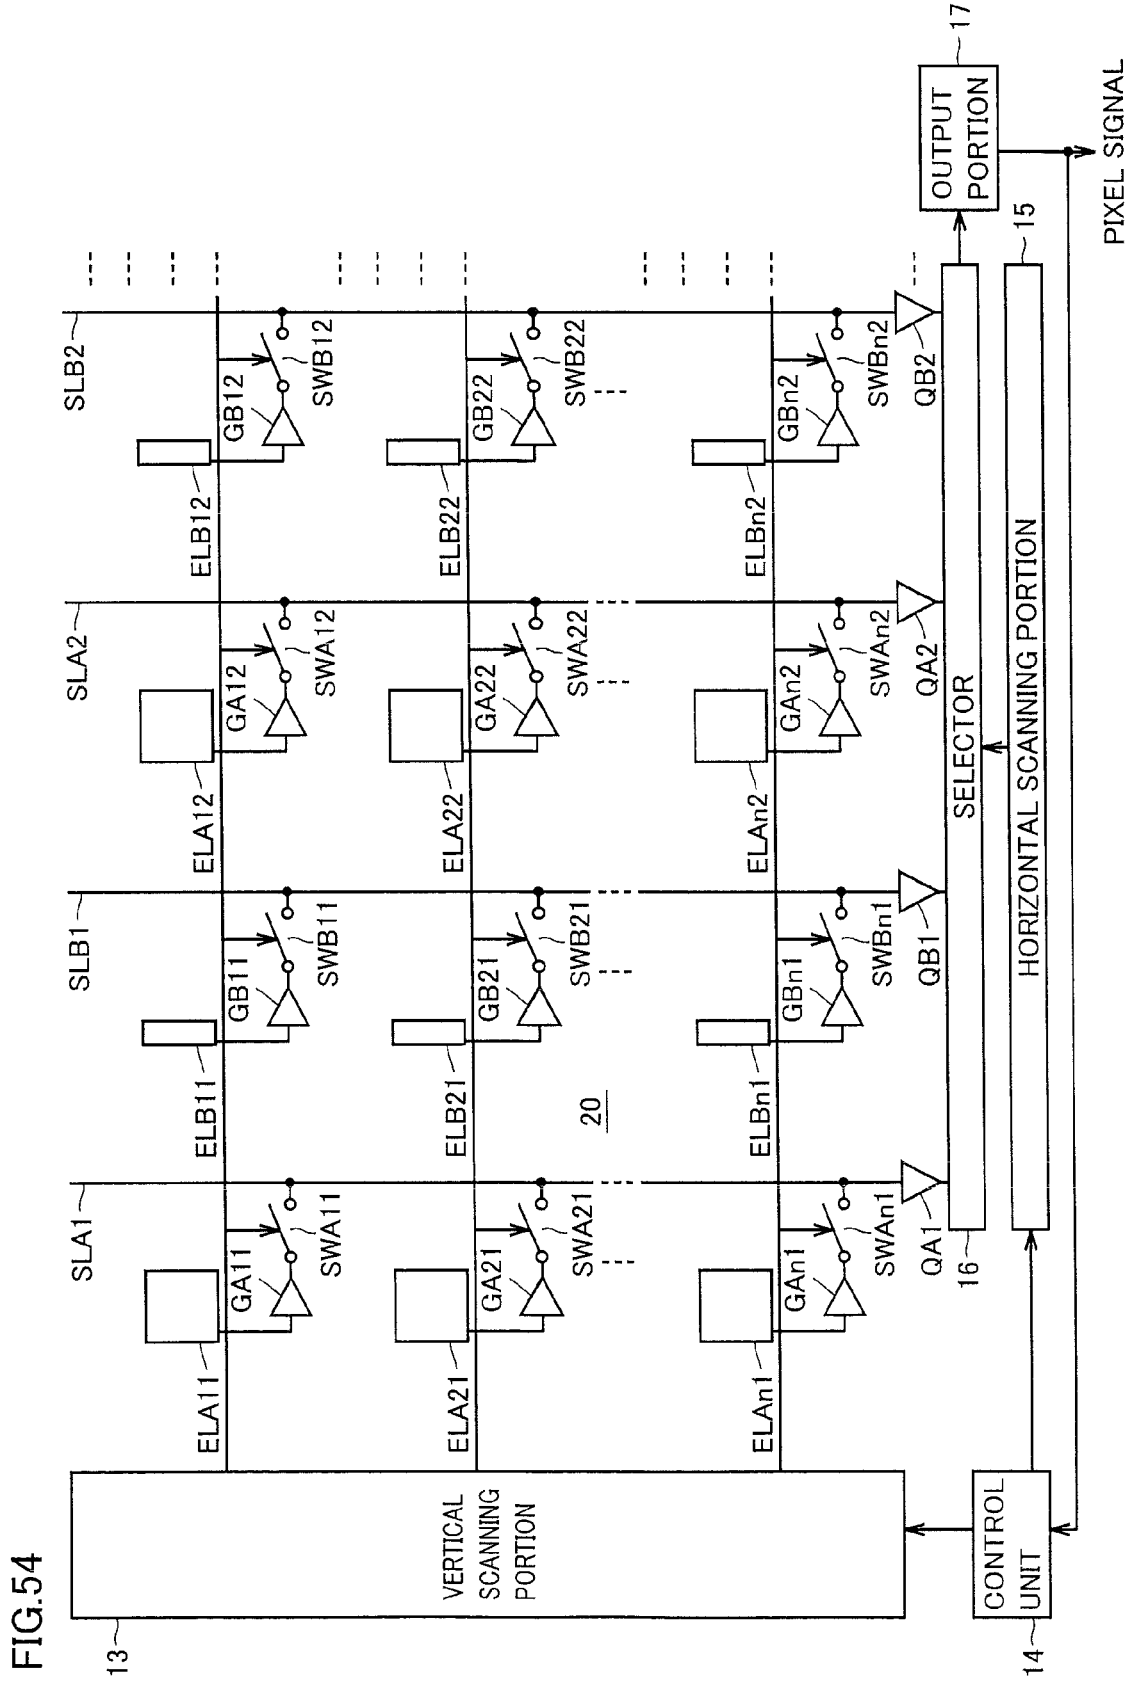 FIG.54
SLA1
SLB1
SLA2
SLB2
ELA11
GA11
SWA11
ELB11
GB11
SWB11
ELA12
GA12
SWA12
ELB12
GB12
SWB12
ELA21
GA21
SWA21
ELB21
GB21
SWB21
ELA22
GA22
SWA22
ELB22
GB22
SWB22
20
ELAn1
GAn1
SWAn1
ELBn1
GBn1
SWBn1
ELAn2
GAn2
SWAn2
ELBn2
GBn2
SWBn2
QA1
QB1
QA2
QB2
13
VERTICAL
SCANNING
PORTION
16
SELECTOR
OUTPUT
PORTION
17
14
CONTROL
UNIT
HORIZONTAL SCANNING PORTION
15
PIXEL SIGNAL